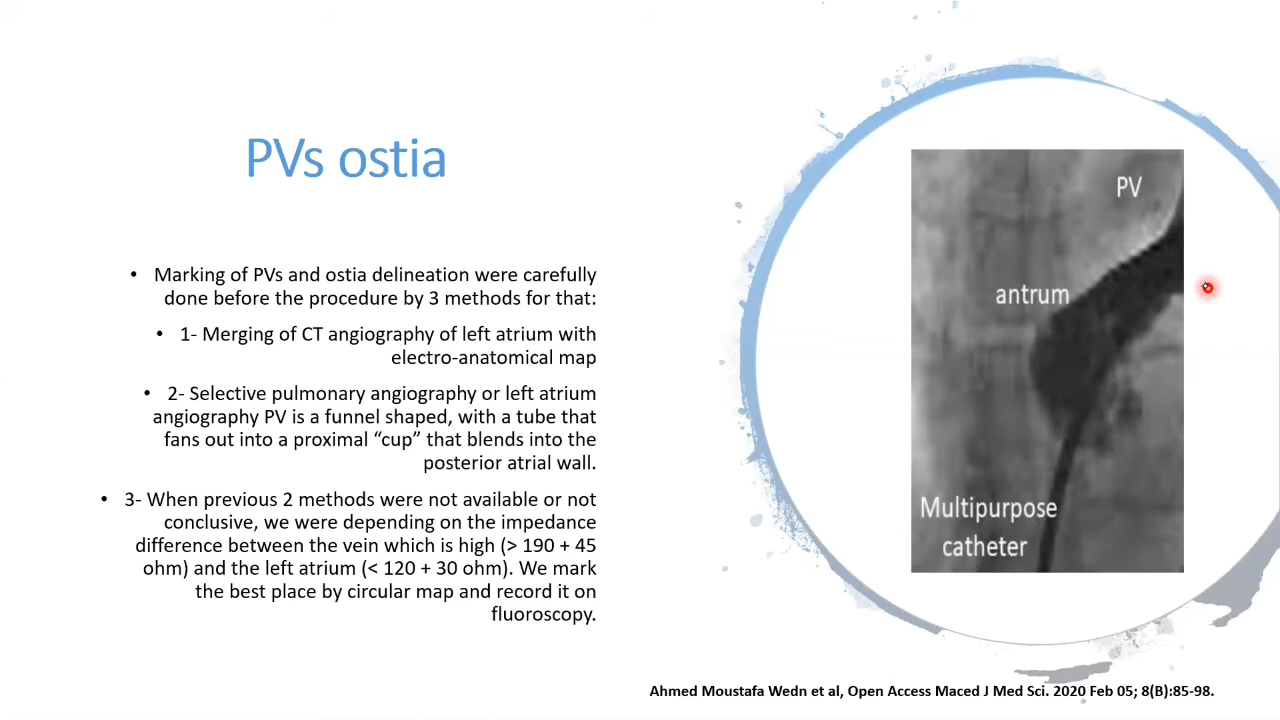 PVs ostia
• Marking of PVs and ostia delineation were carefully
done before the procedure by 3 methods for that:
• 1- Merging of CT angiography of left atrium with
electro-anatomical map
• 2- Selective pulmonary angiography or left atrium
angiography PV is a funnel shaped, with a tube that
fans out into a proximal “cup” that blends into the
posterior atrial wall.
• 3- When previous 2 methods were not available or not
conclusive, we were depending on the impedance
difference between the vein which is high (> 190 + 45
ohm) and the left atrium (< 120 + 30 ohm). We mark
the best place by circular map and record it on
fluoroscopy.
PV
antrum
Multipurpose
catheter
Ahmed Moustafa Wedn et al, Open Access Maced J Med Sci. 2020 Feb 05; 8(B):85-98.